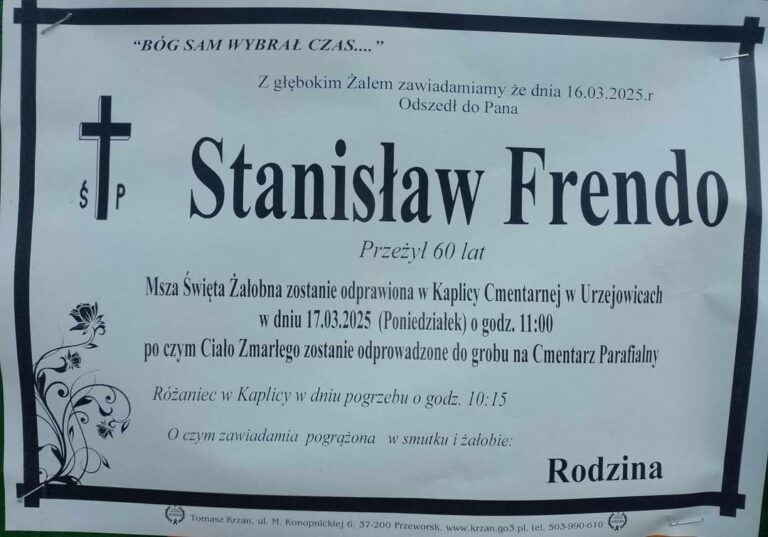 "BÓG SAM WYBRAŁ CZAS...."
Z głębokim Żalem zawiadamiamy że dnia 16.03.2025.r
Odszedł do Pana
Ś P
Stanisław Frendo
Przeżył 60 lat
Msza Święta Żałobna zostanie odprawiona w Kaplicy Cmentarnej w Urzejowicach
w dniu 17.03.2025 (Poniedziałek) o godz. 11:00
po czym Ciało Zmarłego zostanie odprowadzone do grobu na Cmentarz Parafialny
Różaniec w Kaplicy w dniu pogrzebu o godz. 10:15
O czym zawiadamia pogrążona w smutku i żałobie:
Rodzina
Tomasz Krzan, ul. M. Konopnickiej 6, 37-200 Przeworsk, www.krzan.go3.pl, tel. 503-990-610